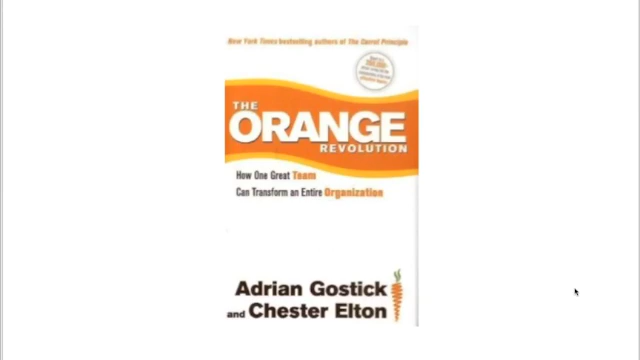 New York Times bestselling authors of The Carrot Principle
THE
ORANGE
REVOLUTION
How One Great Team
Can Transform an Entire Organization
Adrian Gostick
and Chester Elton